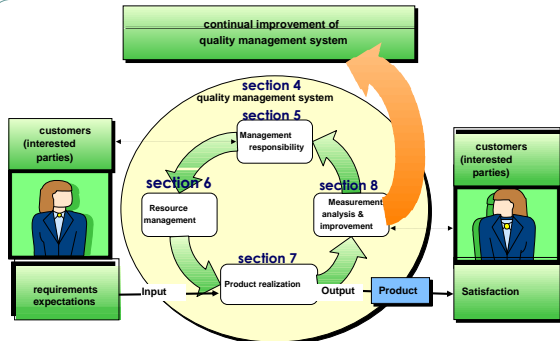 continual improvement of
quality management system
section 4
quality management system
section 5
Management
responsibility
customers
(interested
parties)
section 6
Resource
management
section 8
Measurement
analysis &
improvement
customers
(interested
parties)
section 7
Product realization
requirements
expectations
Input
Output
Product
Satisfaction